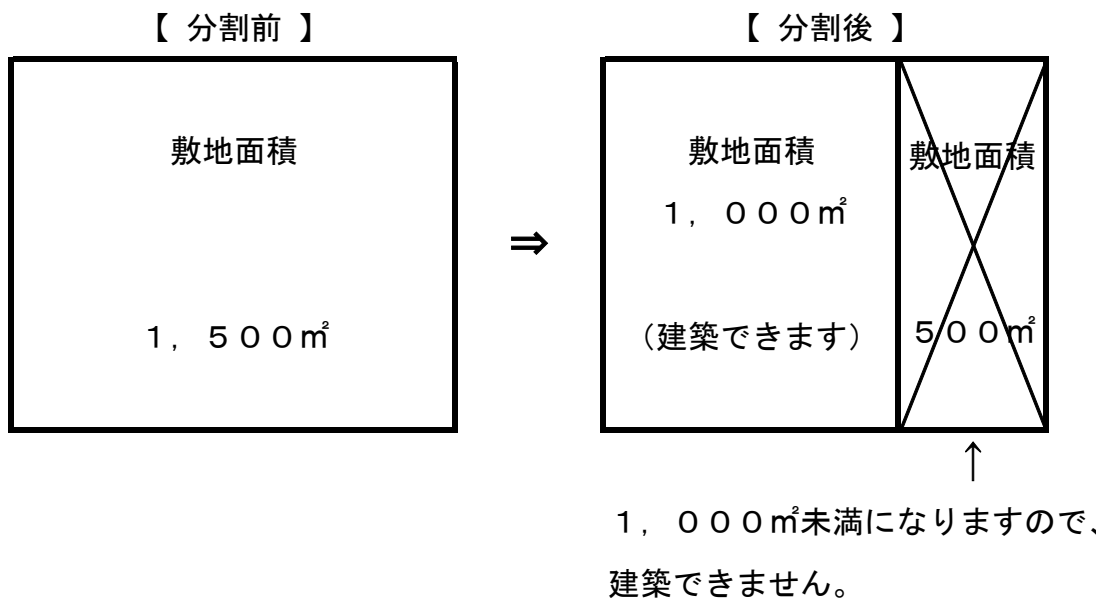 【 分割前 】
敷地面積
1, 500㎡
⇒
【 分割後 】
敷地面積
1, 000㎡
(建築できます)
敷地面積
500㎡
↑
1, 000㎡未満になりますので、
建築できません。